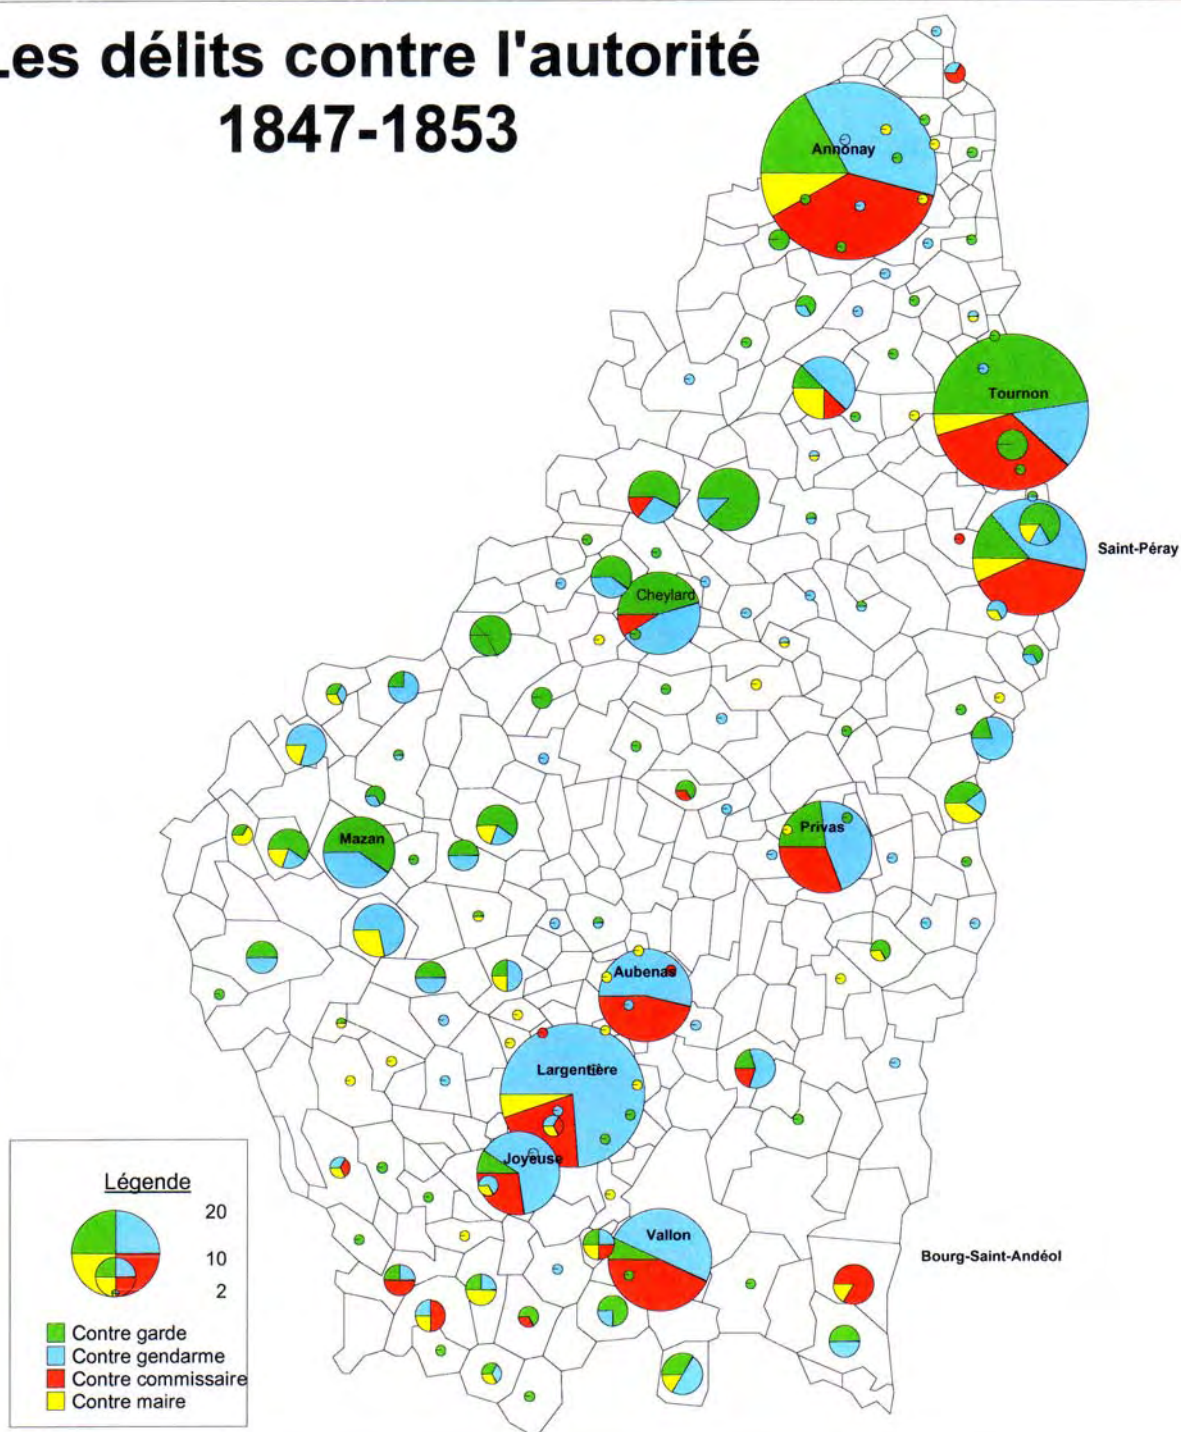 Les délits contre l'autorité
1847-1853
Annonay
Tournon
Saint-Péray
Cheylard
Mazan
Privas
Aubenas
Largentière
Joyeuse
Vallon
Bourg-Saint-Andéol
Légende
20
10
2
Contre garde
Contre gendarme
Contre commissaire
Contre maire